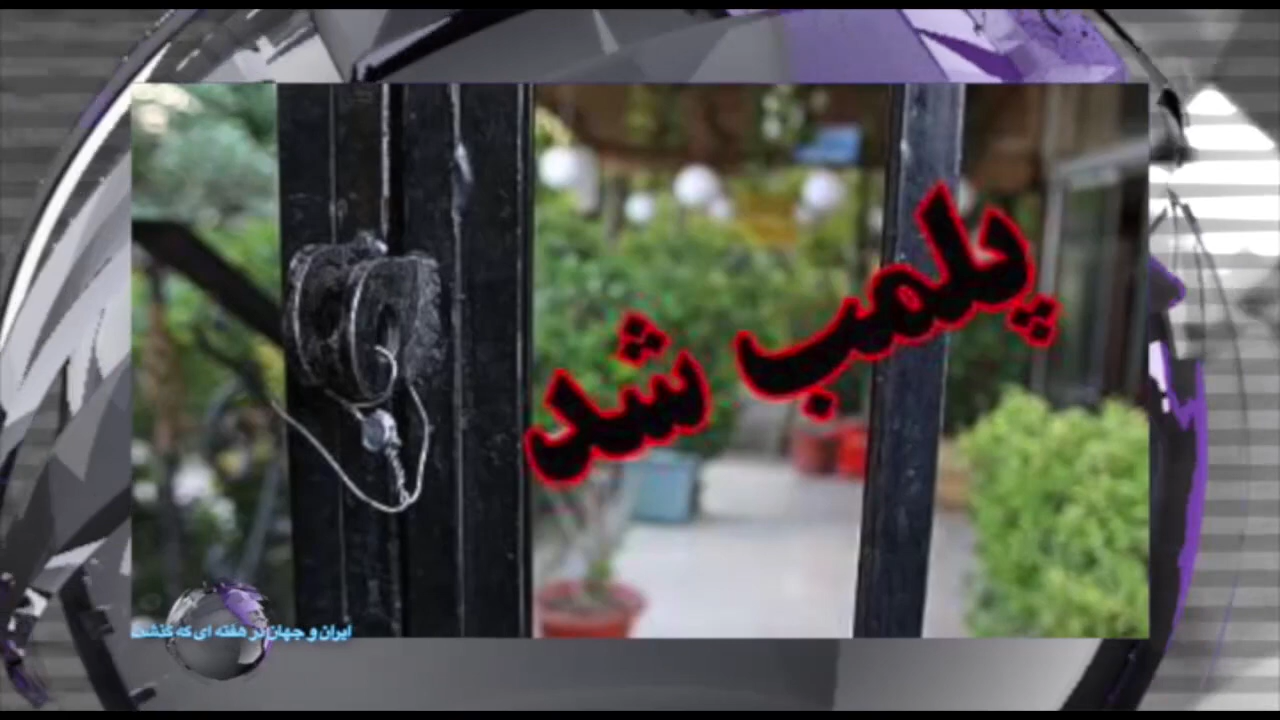 پلمب شد
ایران و جهان در هفته ای که گذشت